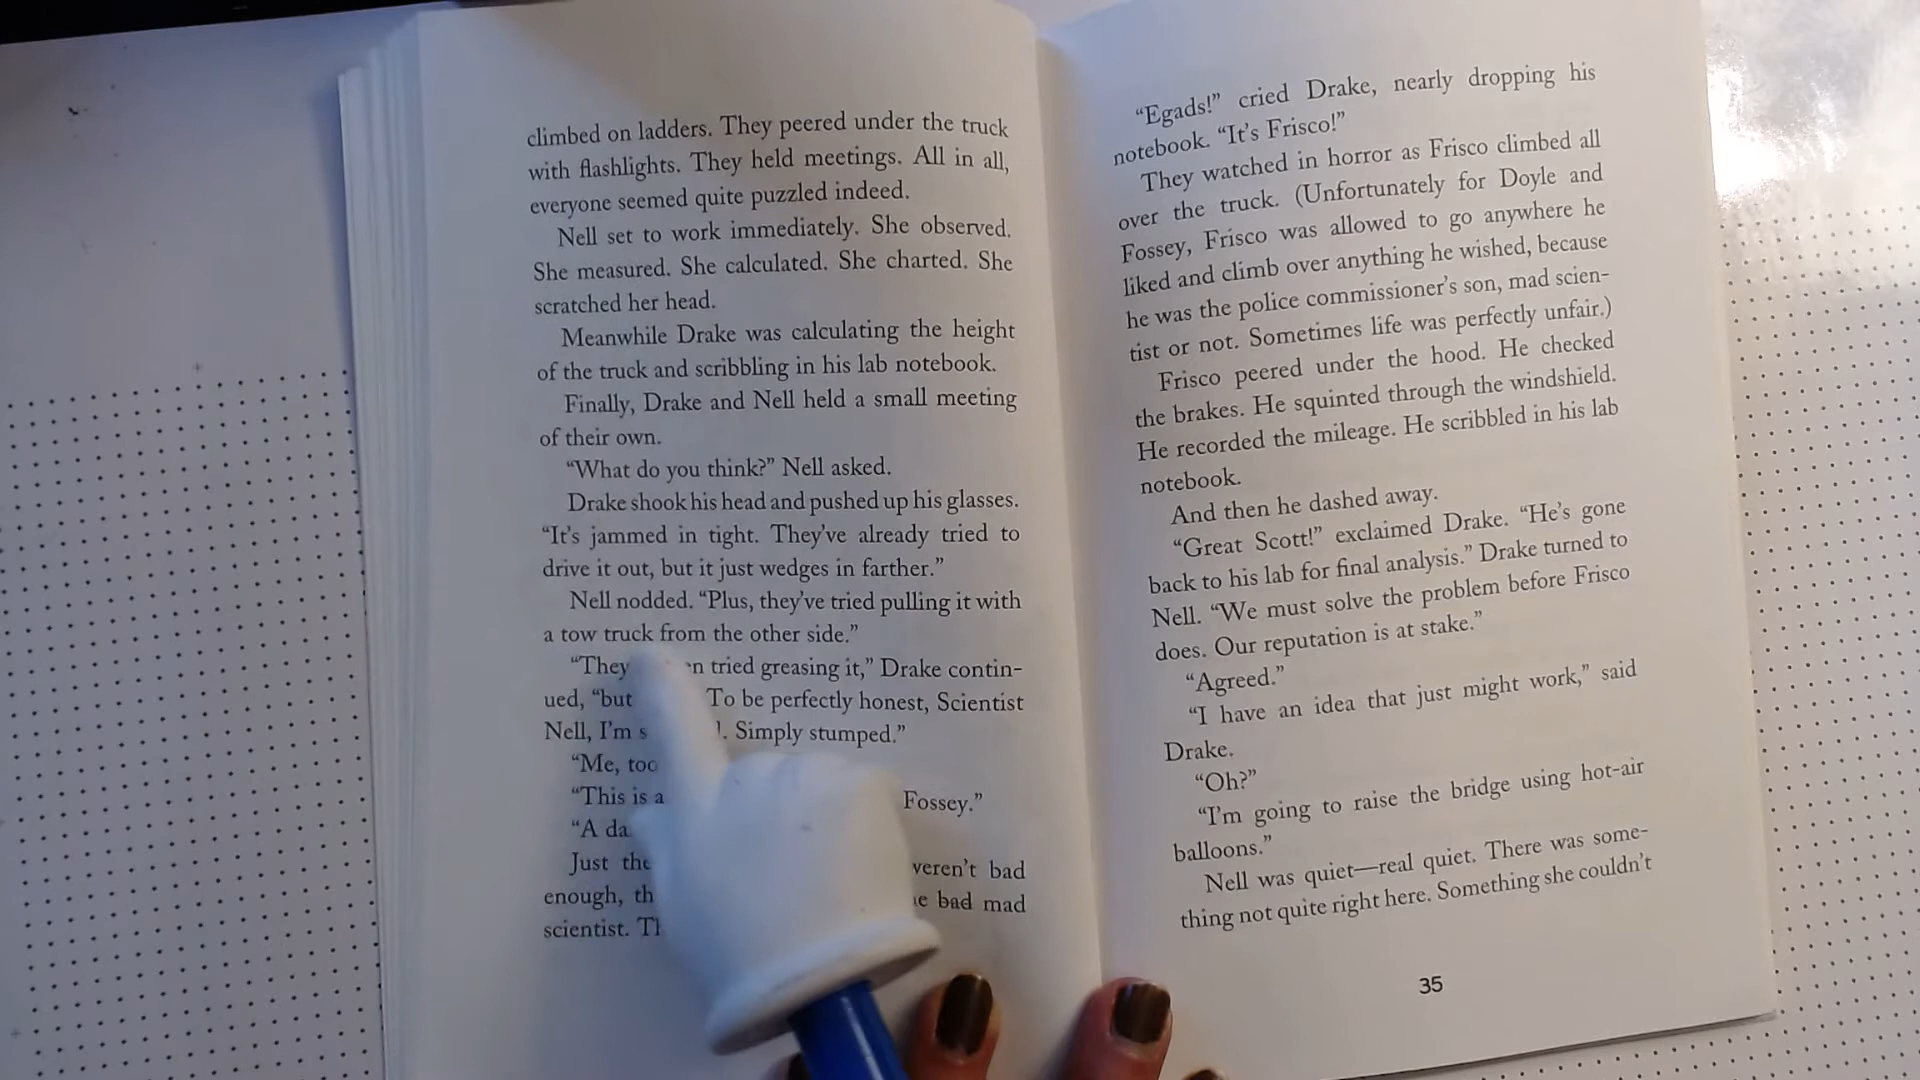 climbed on ladders. They peered under the truck
with flashlights. They held meetings. All in all,
everyone seemed quite puzzled indeed.
Nell set to work immediately. She observed.
She measured. She calculated. She charted. She
scratched her head.
Meanwhile Drake was calculating the height
of the truck and scribbling in his lab notebook.
Finally, Drake and Nell held a small meeting
of their own.
“What do you think?” Nell asked.
Drake shook his head and pushed up his glasses.
“It’s jammed in tight. They’ve already tried to
drive it out, but it just wedges in farther.”
Nell nodded. “Plus, they’ve tried pulling it with
a tow truck from the other side.”
“They tried greasing it,” Drake contin-
ued, “but To be perfectly honest, Scientist
Nell, I’m Simply stumped.”
“Me,
“This is a Fossey.”
“A
Just bad
enough, bad mad
scientist.
“Egads!” cried Drake, nearly dropping his
notebook. “It’s Frisco!”
They watched in horror as Frisco climbed all
over the truck. (Unfortunately for Doyle and
Fossey, Frisco was allowed to go anywhere he
liked and climb over anything he wished, because
he was the police commissioner’s son, mad scien-
tist or not. Sometimes life was perfectly unfair.)
Frisco peered under the hood. He checked
the brakes. He squinted through the windshield.
He recorded the mileage. He scribbled in his lab
notebook.
And then he dashed away.
“Great Scott!” exclaimed Drake. “He’s gone
back to his lab for final analysis.” Drake turned to
Nell. “We must solve the problem before Frisco
does. Our reputation is at stake.”
“Agreed.”
“I have an idea that just might work,” said
Drake.
“Oh?”
“I’m going to raise the bridge using hot-air
balloons.”
Nell was quiet—real quiet. There was some-
thing not quite right here. Something she couldn’t
35